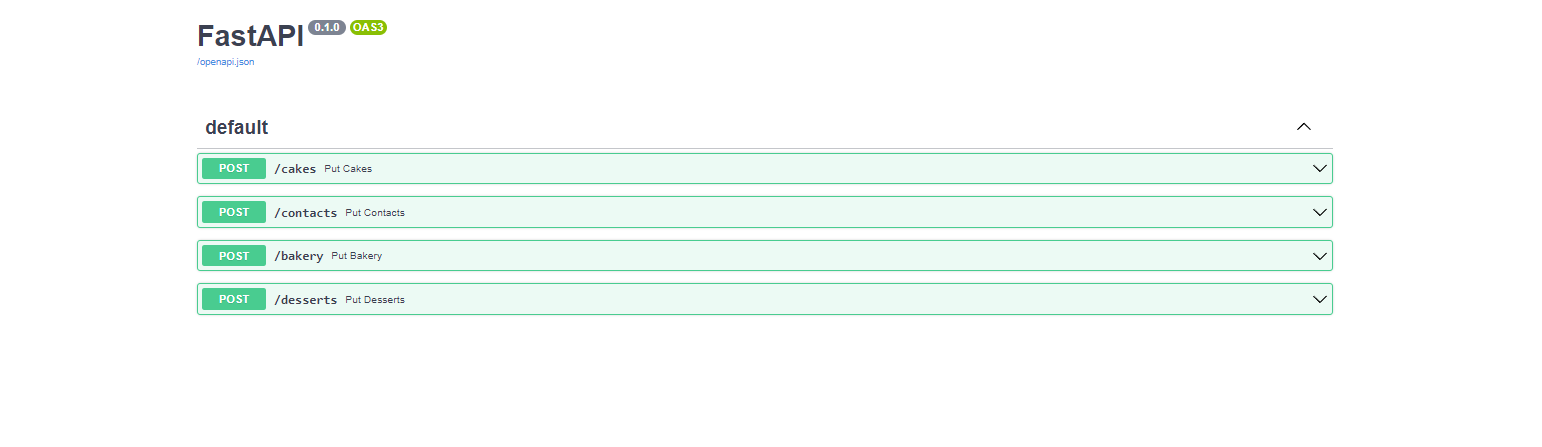 FastAPI 0.1.0 OAS3
/openapi.json
default
POST /cakes Put Cakes
POST /contacts Put Contacts
POST /bakery Put Bakery
POST /desserts Put Desserts